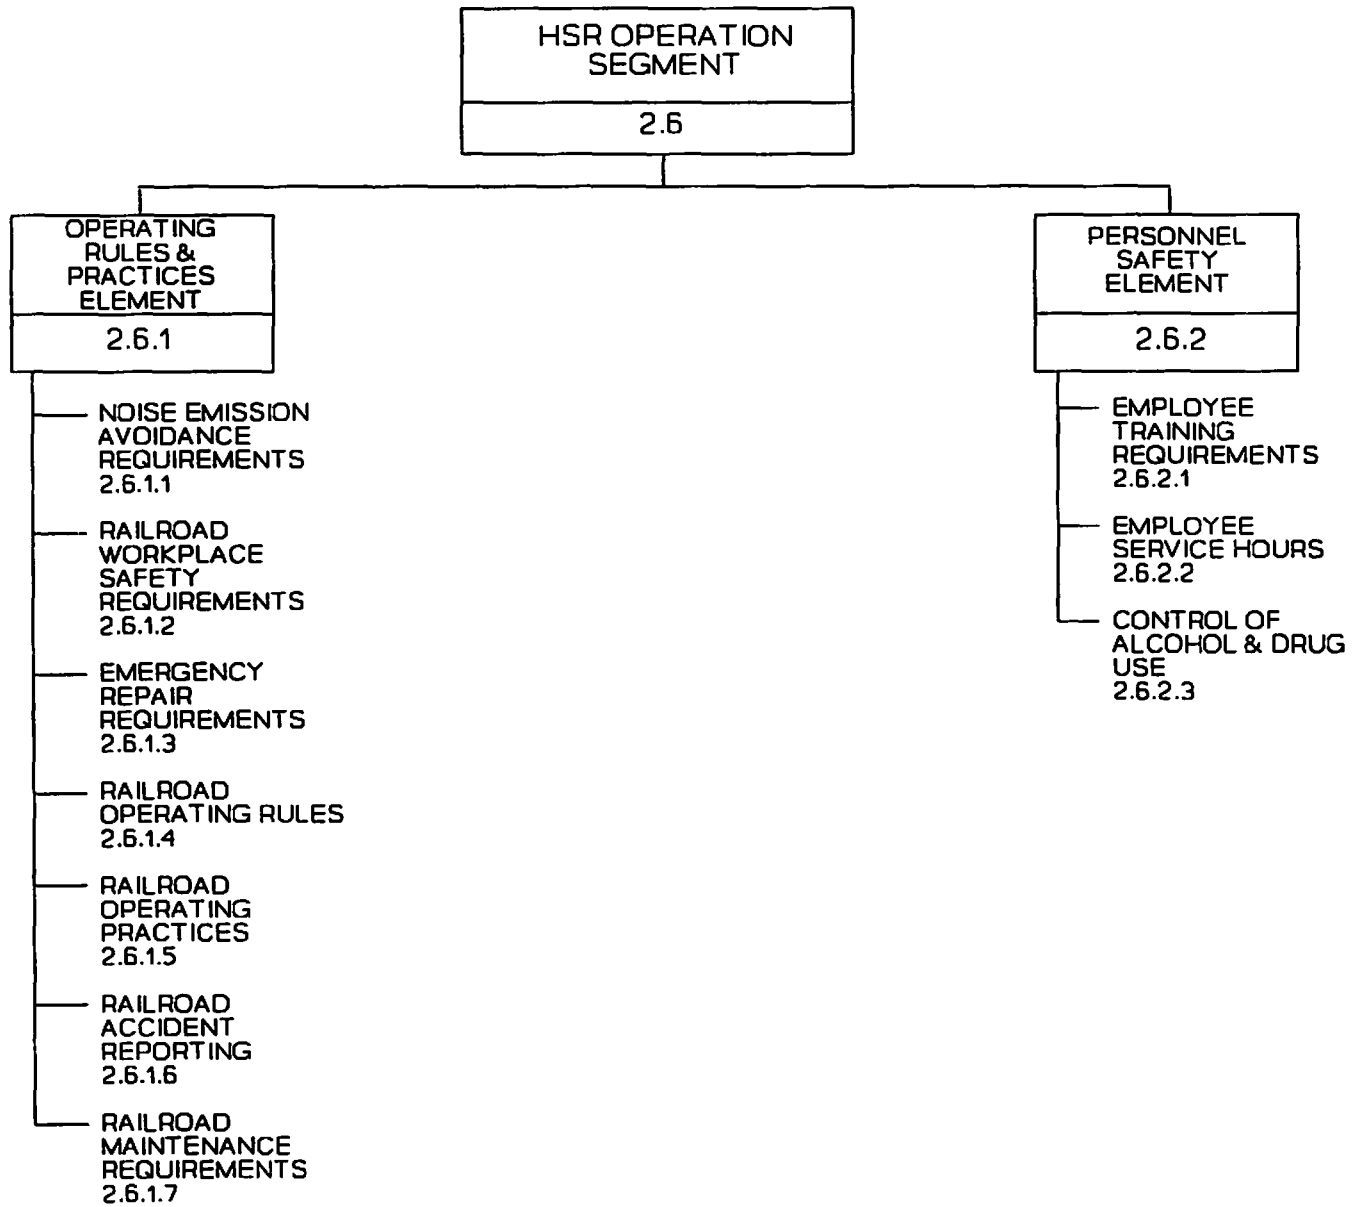 HSR OPERATION
SEGMENT
2.6
OPERATING
RULES &
PRACTICES
ELEMENT
2.6.1
NOISE EMISSION
AVOIDANCE
REQUIREMENTS
2.6.1.1
RAILROAD
WORKPLACE
SAFETY
REQUIREMENTS
2.6.1.2
EMERGENCY
REPAIR
REQUIREMENTS
2.6.1.3
RAILROAD
OPERATING RULES
2.6.1.4
RAILROAD
OPERATING
PRACTICES
2.6.1.5
RAILROAD
ACCIDENT
REPORTING
2.6.1.6
RAILROAD
MAINTENANCE
REQUIREMENTS
2.6.1.7
PERSONNEL
SAFETY
ELEMENT
2.6.2
EMPLOYEE
TRAINING
REQUIREMENTS
2.6.2.1
EMPLOYEE
SERVICE HOURS
2.6.2.2
CONTROL OF
ALCOHOL & DRUG
USE
2.6.2.3